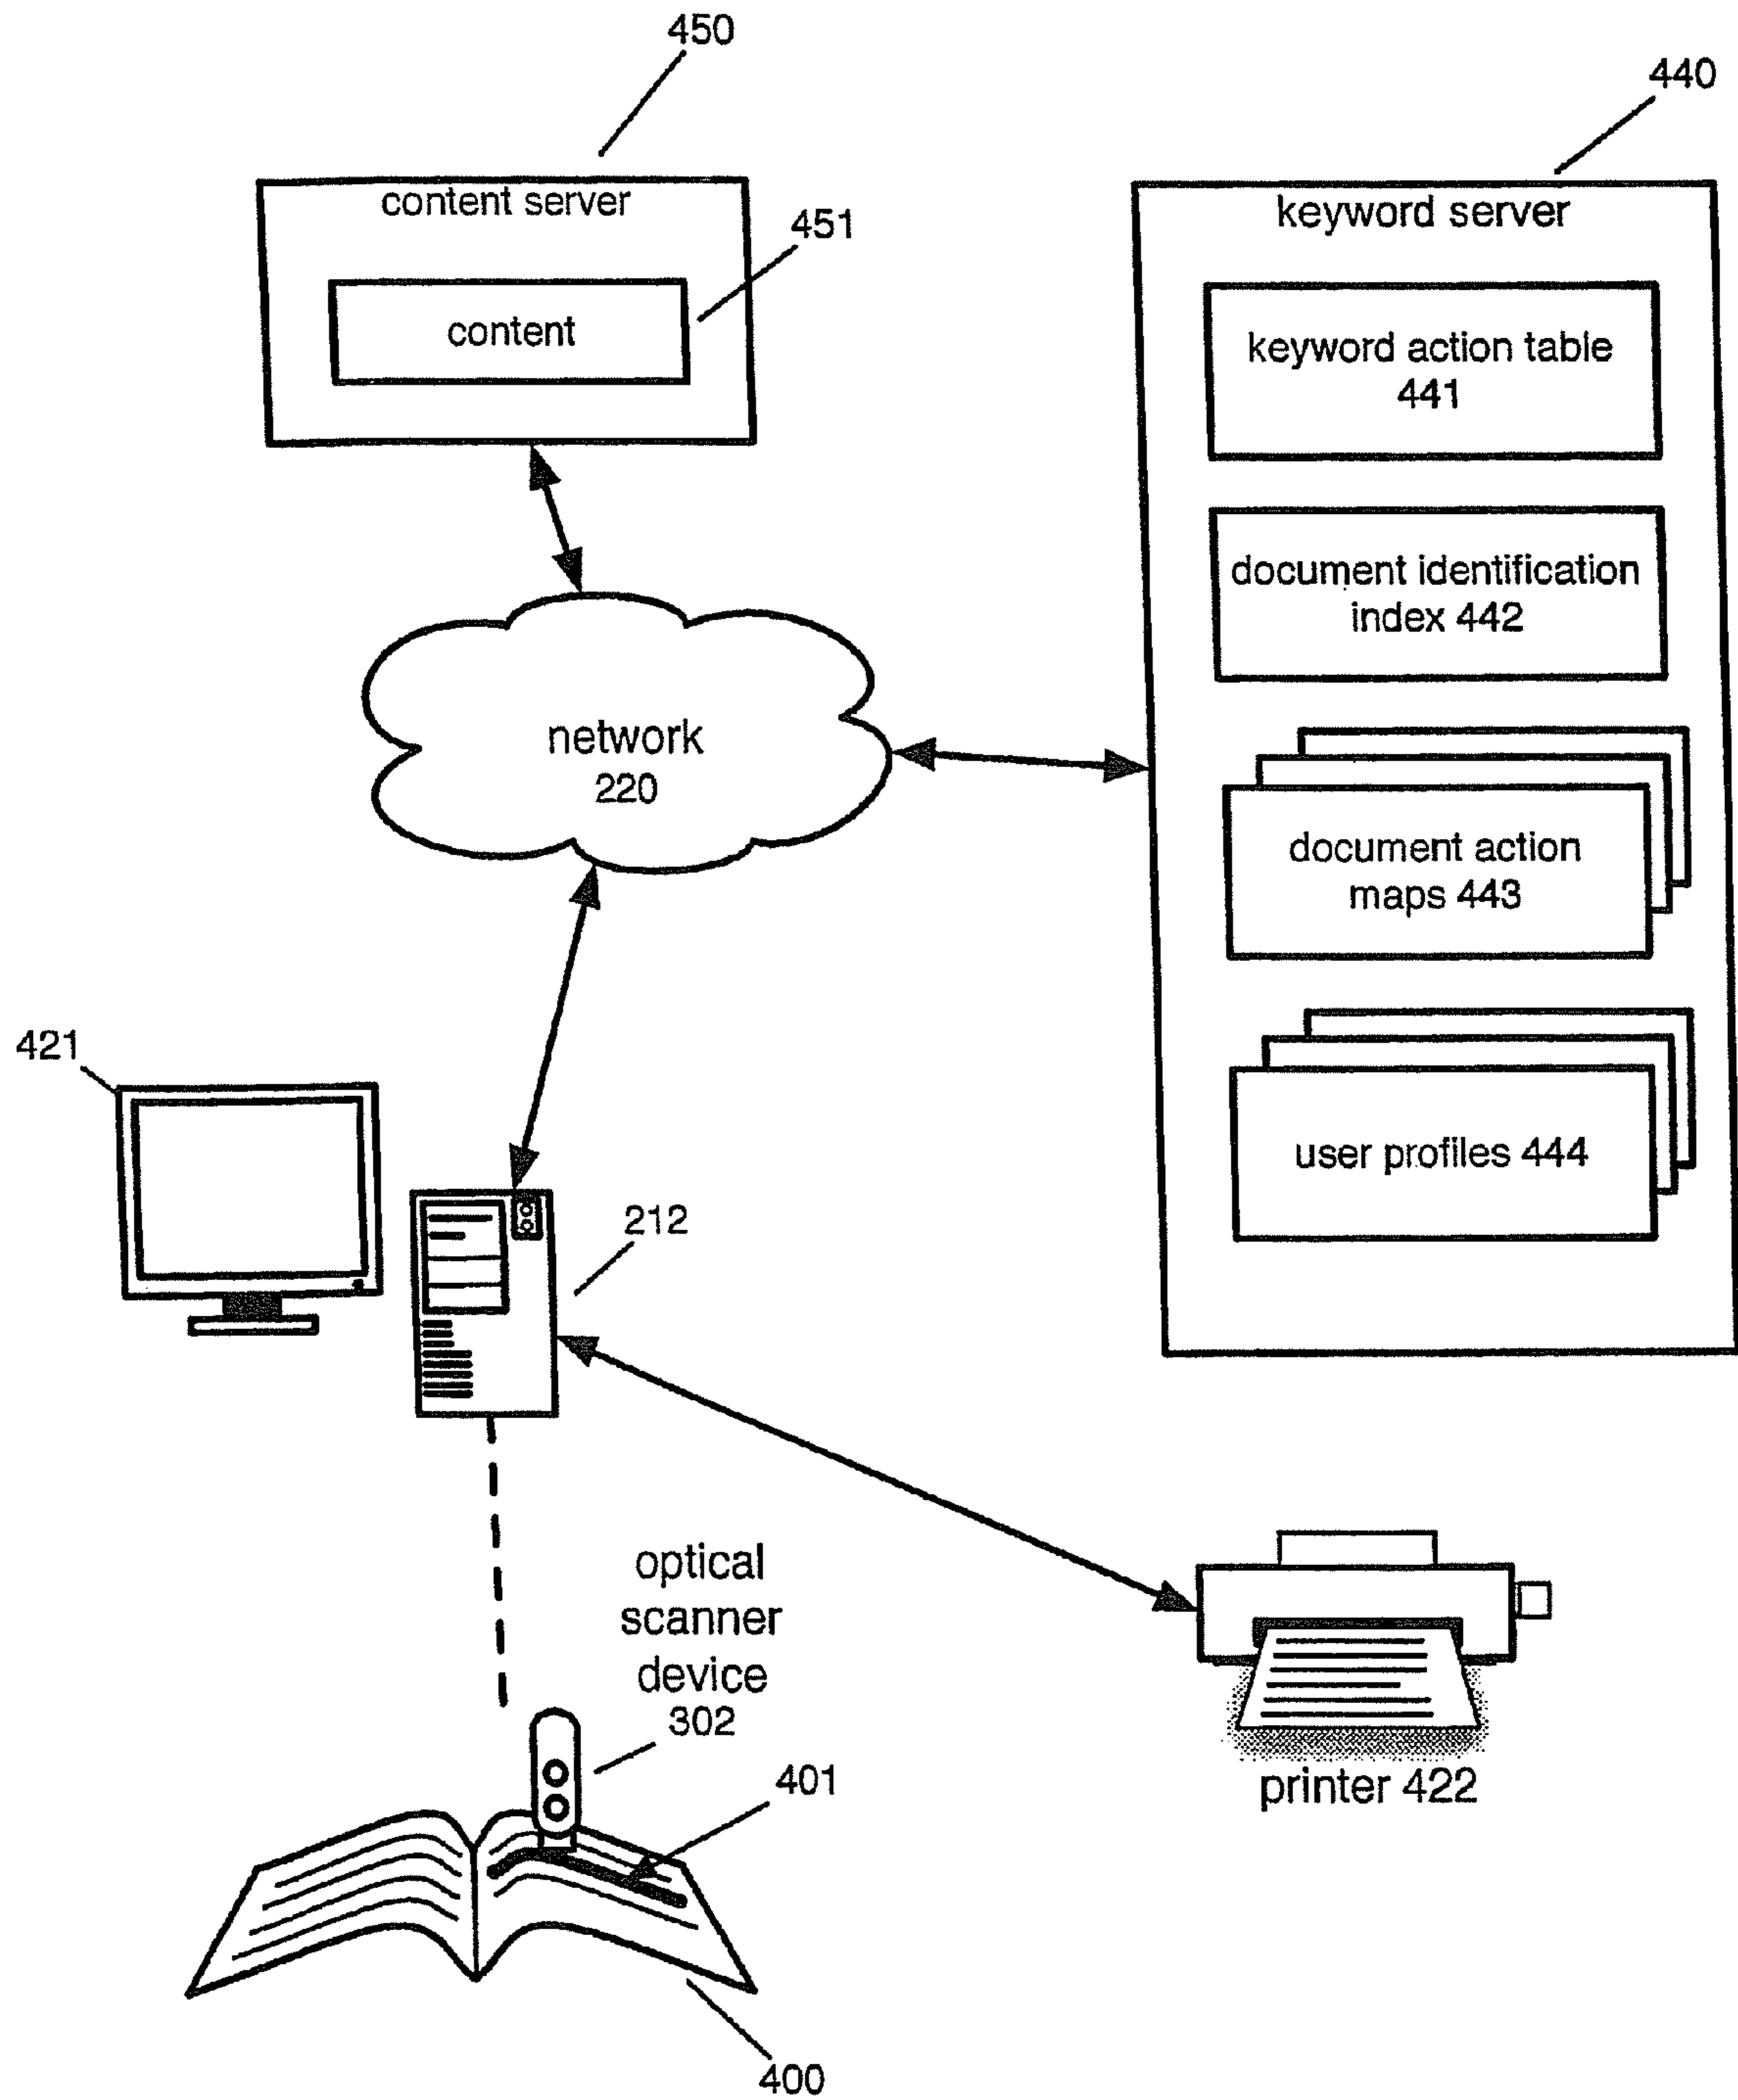 450
440
content server
451
content
keyword server
keyword action table
441
document identification
index 442
network
220
document action
maps 443
421
user profiles 444
212
optical
scanner
device
302
401
printer 422
400